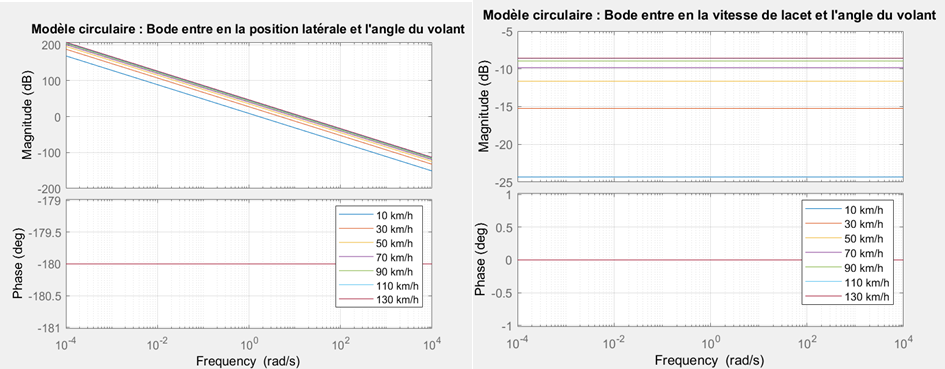 Modèle circulaire : Bode entre en la position latérale et l'angle du volant
200
100
0
-100
-200
Magnitude (dB)
-179
-179.5
-180
-180.5
-181
Phase (deg)
10 km/h
30 km/h
50 km/h
70 km/h
90 km/h
110 km/h
130 km/h
10-4
10-2
100
102
104
Frequency (rad/s)
Modèle circulaire : Bode entre en la vitesse de lacet et l'angle du volant
-5
-10
-15
-20
-25
Magnitude (dB)
1
0.5
0
-0.5
-1
Phase (deg)
10 km/h
30 km/h
50 km/h
70 km/h
90 km/h
110 km/h
130 km/h
10-4
10-2
100
102
104
Frequency (rad/s)